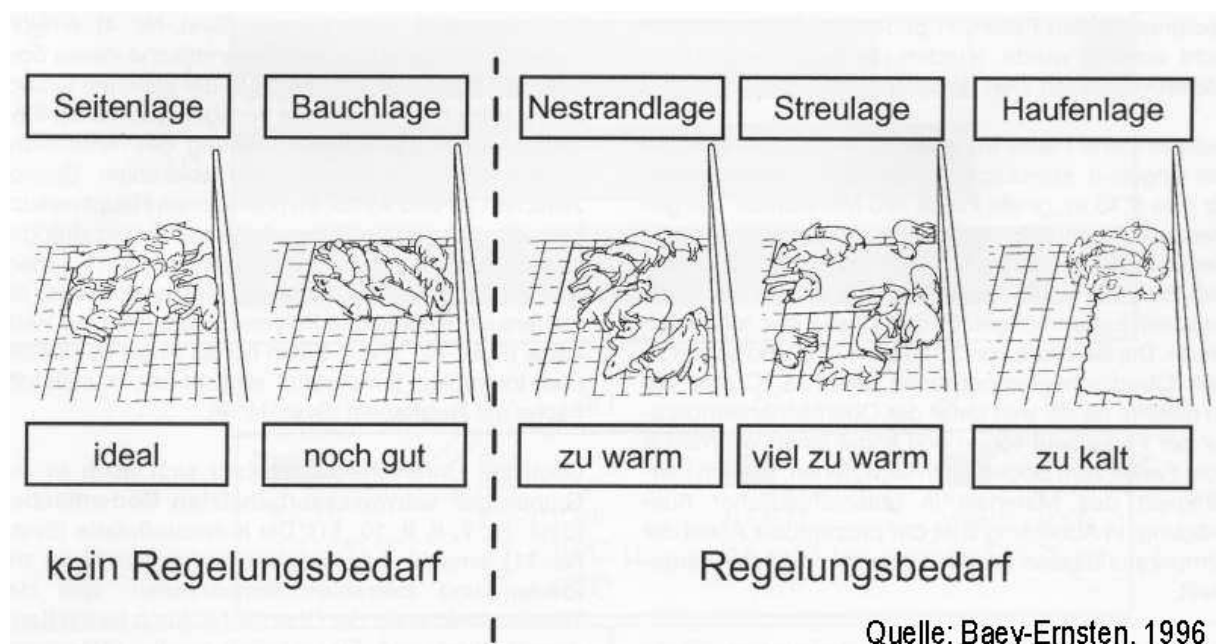 Seitenlage
Bauchlage
Nestrandlage
Streulage
Haufenlage
ideal
noch gut
zu warm
viel zu warm
zu kalt
kein Regelungsbedarf
Regelungsbedarf
Quelle: Baey-Ernsten, 1996